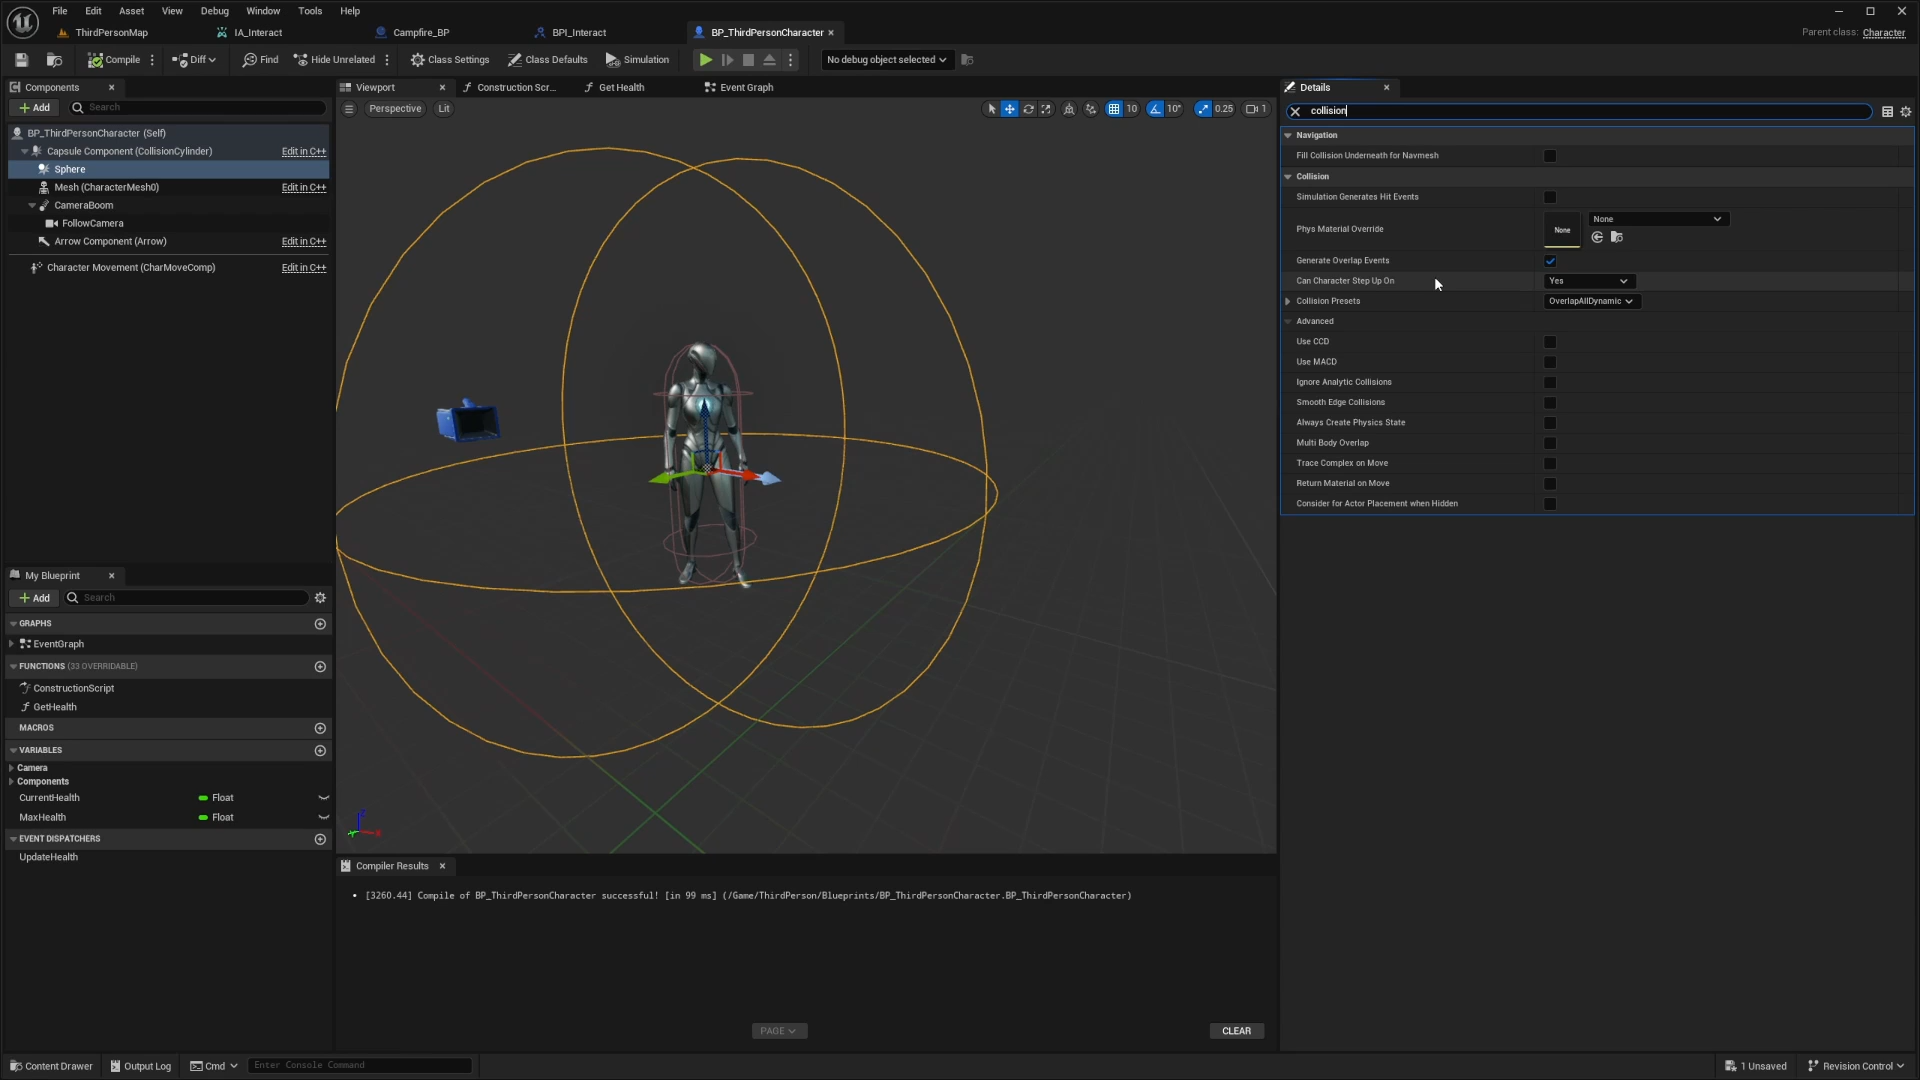 File Edit Asset View Debug Window Tools Help
ThirdPersonMap IA_Interact Campfire_BP BPI_Interact BP_ThirdPersonCharacter
Parent class: Character
Compile Diff Find Hide Unrelated Class Settings Class Defaults Simulation No debug object selected
Components
Add Search
BP_ThirdPersonCharacter (Self)
Capsule Component (CollisionCylinder) Edit in C++
Sphere
Mesh (CharacterMesh0) Edit in C++
CameraBoom
FollowCamera
Arrow Component (Arrow) Edit in C++
Character Movement (CharMoveComp) Edit in C++
My Blueprint
Add Search
GRAPHS
EventGraph
FUNCTIONS (33 OVERRIDABLE)
ConstructionScript
GetHealth
MACROS
VARIABLES
Camera
Components
CurrentHealth Float
MaxHealth Float
EVENT DISPATCHERS
UpdateHealth
Viewport Construction Scr... Get Health Event Graph
Perspective Lit 10 10° 0.25 1
Compiler Results
[3260.44] Compile of BP_ThirdPersonCharacter successful! [in 99 ms] (/Game/ThirdPerson/Blueprints/BP_ThirdPersonCharacter.BP_ThirdPersonCharacter)
PAGE CLEAR
Details
collision
Navigation
Fill Collision Underneath for Navmesh
Collision
Simulation Generates Hit Events
Phys Material Override None None
Generate Overlap Events
Can Character Step Up On Yes
Collision Presets OverlapAllDynamic
Advanced
Use CCD
Use MACD
Ignore Analytic Collisions
Smooth Edge Collisions
Always Create Physics State
Multi Body Overlap
Trace Complex on Move
Return Material on Move
Consider for Actor Placement when Hidden
Content Drawer Output Log Cmd Enter Console Command 1 Unsaved Revision Control